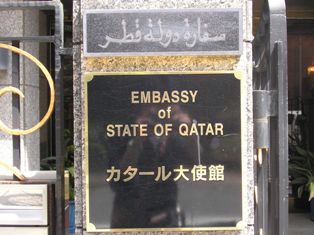 سفارة دولة قطر
EMBASSY
of
STATE OF QATAR
カタール大使館